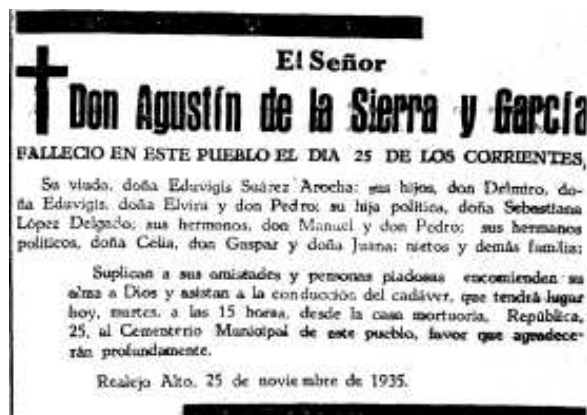 El Señor
Don Agustín de la Sierra y García
FALLECIO EN ESTE PUEBLO EL DIA 25 DE LOS CORRIENTES,
Su viuda, doña Eduvigis Suárez Arocha; sus hijos, don Delmiro, do-
ña Eduvigis, doña Elvira y don Pedro; su hija política, doña Sebastiana
López Delgado; sus hermanos, don Manuel y don Pedro; sus hermanos
políticos, doña Celia, don Gaspar y doña Juana; nietos y demás familia;
Suplican a sus amistades y personas piadosas encomienden su
alma a Dios y asistan a la conducción del cadáver, que tendrá lugar
hoy, martes, a las 15 horas, desde la casa mortuoria, República,
25, al Cementerio Municipal de este pueblo, favor que agradece-
rán profundamente.
Realejo Alto, 25 de noviembre de 1935.